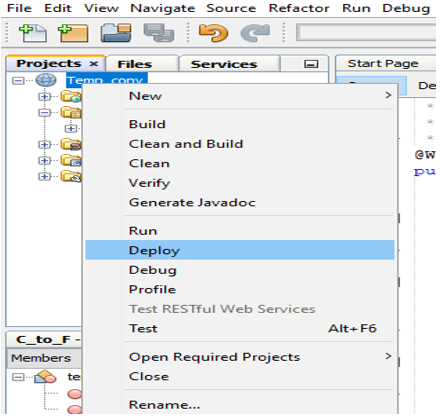 File Edit View Navigate Source Refactor Run Debug
Projects × Files Services
Start Page
Temp_conv
New >
Build
Clean and Build
Clean
Verify
Generate Javadoc
Run
Deploy
Debug
Profile
Test RESTful Web Services
Test Alt+F6
Open Required Projects >
Close
Rename...
De
*
*
@W
pu
C_to_F -
Members
te